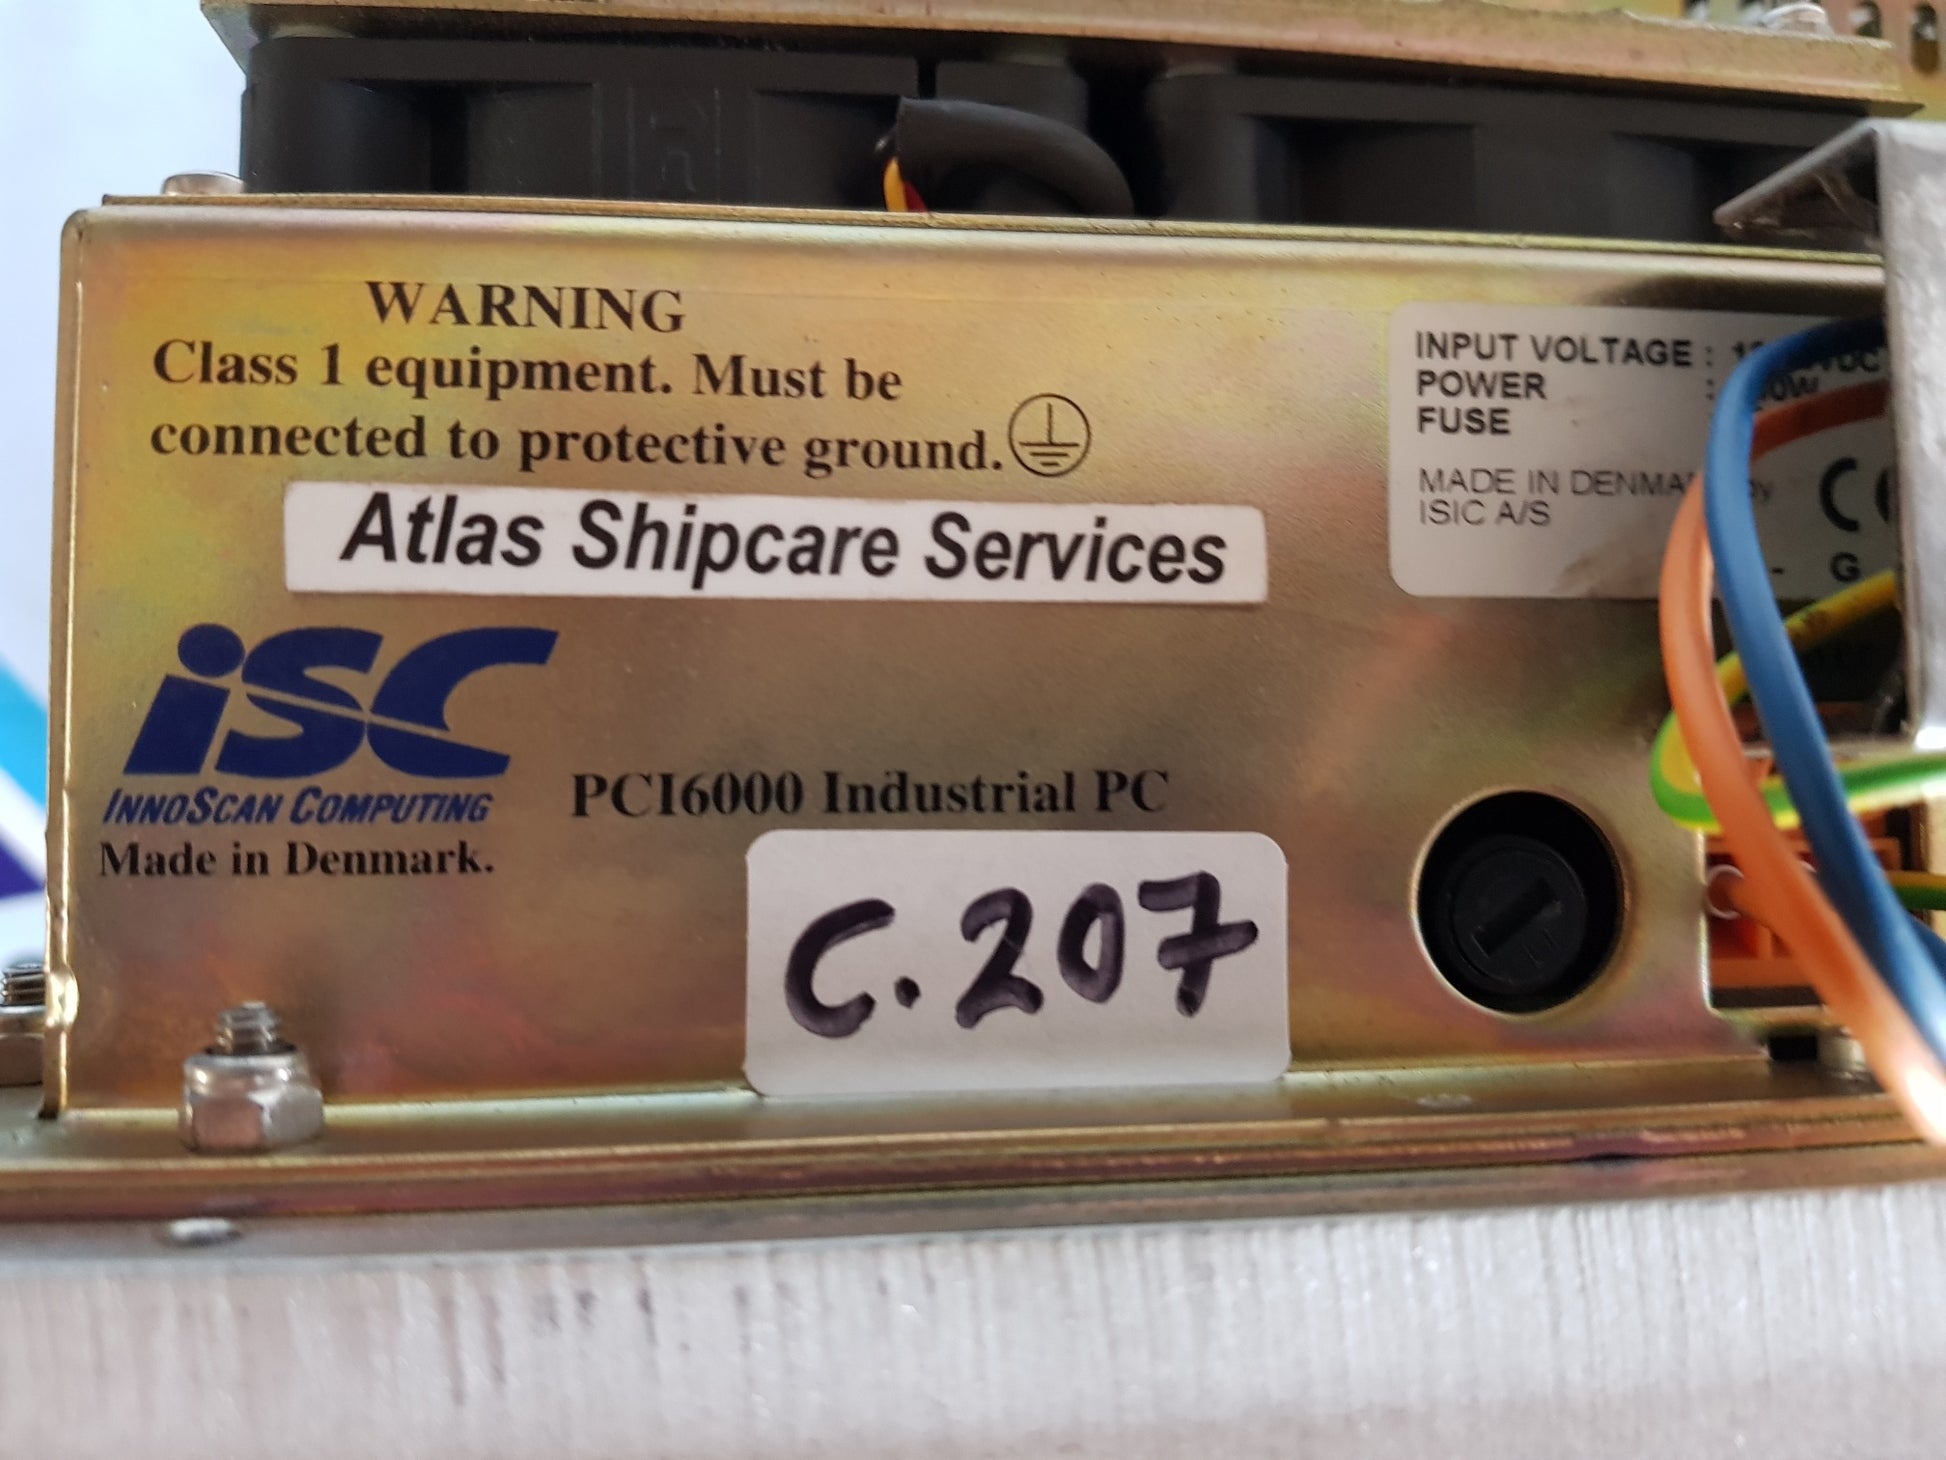 WARNING
Class 1 equipment. Must be
connected to protective ground.
Atlas Shipcare Services
iSC
INNOSCAN COMPUTING
Made in Denmark.
PCI6000 Industrial PC
C.207
INPUT VOLTAGE :
POWER :
FUSE
MADE IN
ISIC A/S
CE
- G